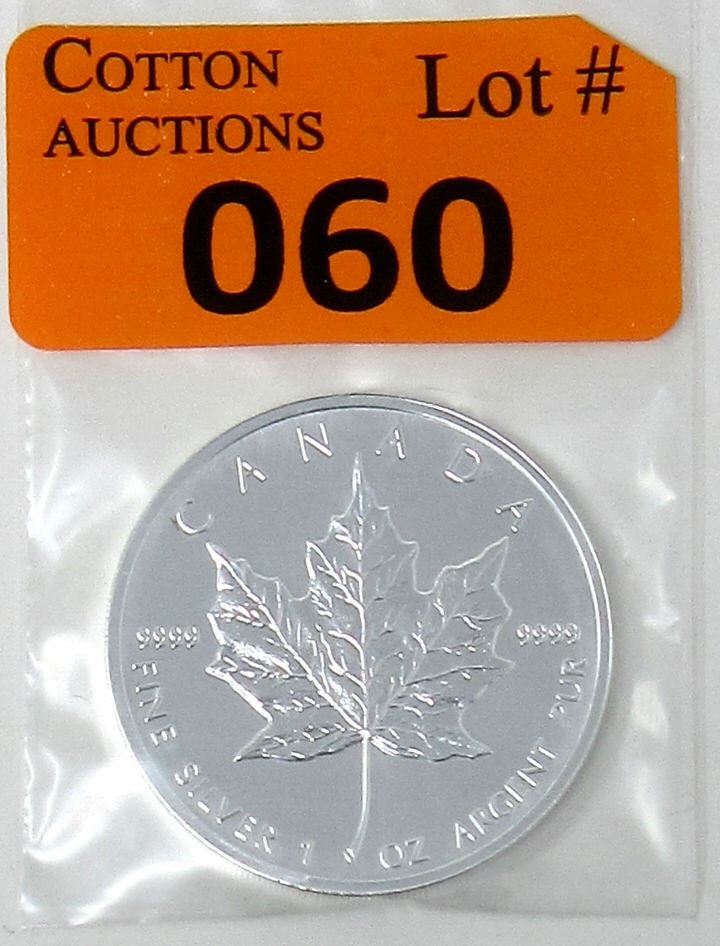 COTTON
AUCTIONS
Lot #
060
CANADA
9999
9999
FINE SILVER 1 OZ ARGENT PUR